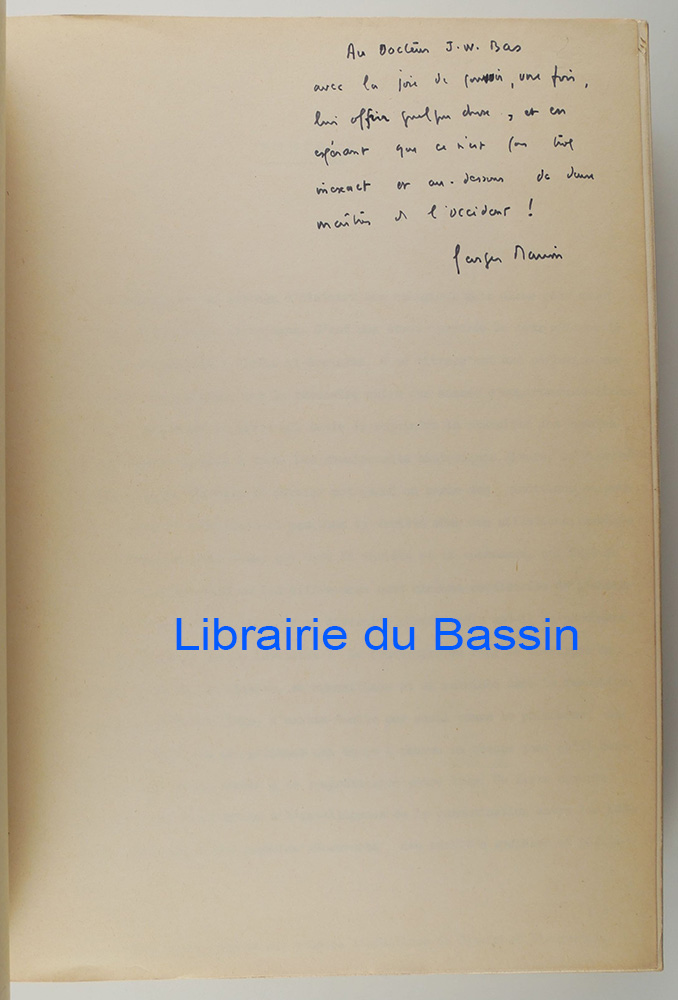 Au Docteur J.W. Bas
avec la joie de pouvoir, une fois,
lui offrir quelque chose, et en
espérant que ce n'est pas trop
inexact et au-dessous de deux
maîtres de l'occident !
Georges
Librairie du Bassin